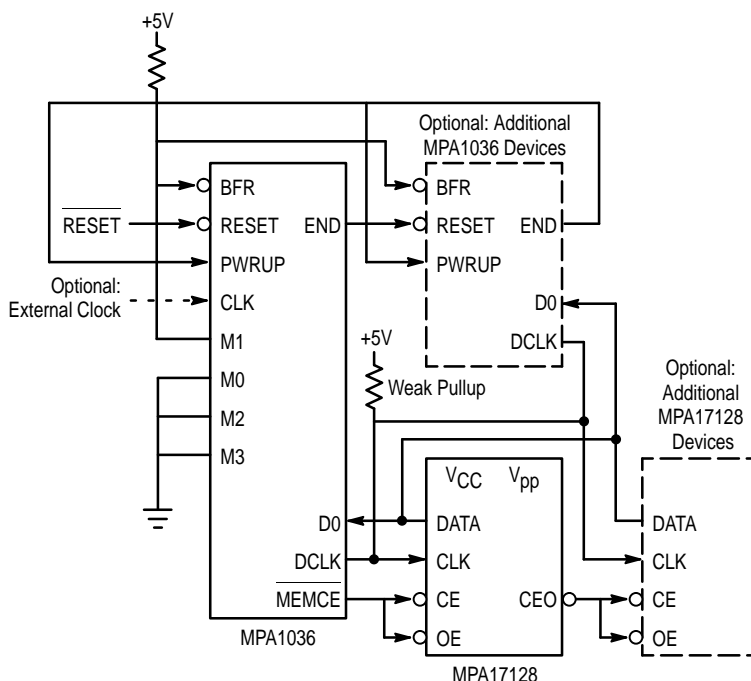 +5V
Optional: Additional
MPA1036 Devices
BFR
RESET
RESET
END
PWRUP
Optional:
External Clock
CLK
M1
M0
M2
M3
D0
DCLK
MEMCE
MPA1036
BFR
RESET
END
PWRUP
D0
DCLK
+5V
Weak Pullup
VCC
Vpp
DATA
CLK
CE
CEO
OE
MPA17128
Optional:
Additional
MPA17128
Devices
DATA
CLK
CE
OE